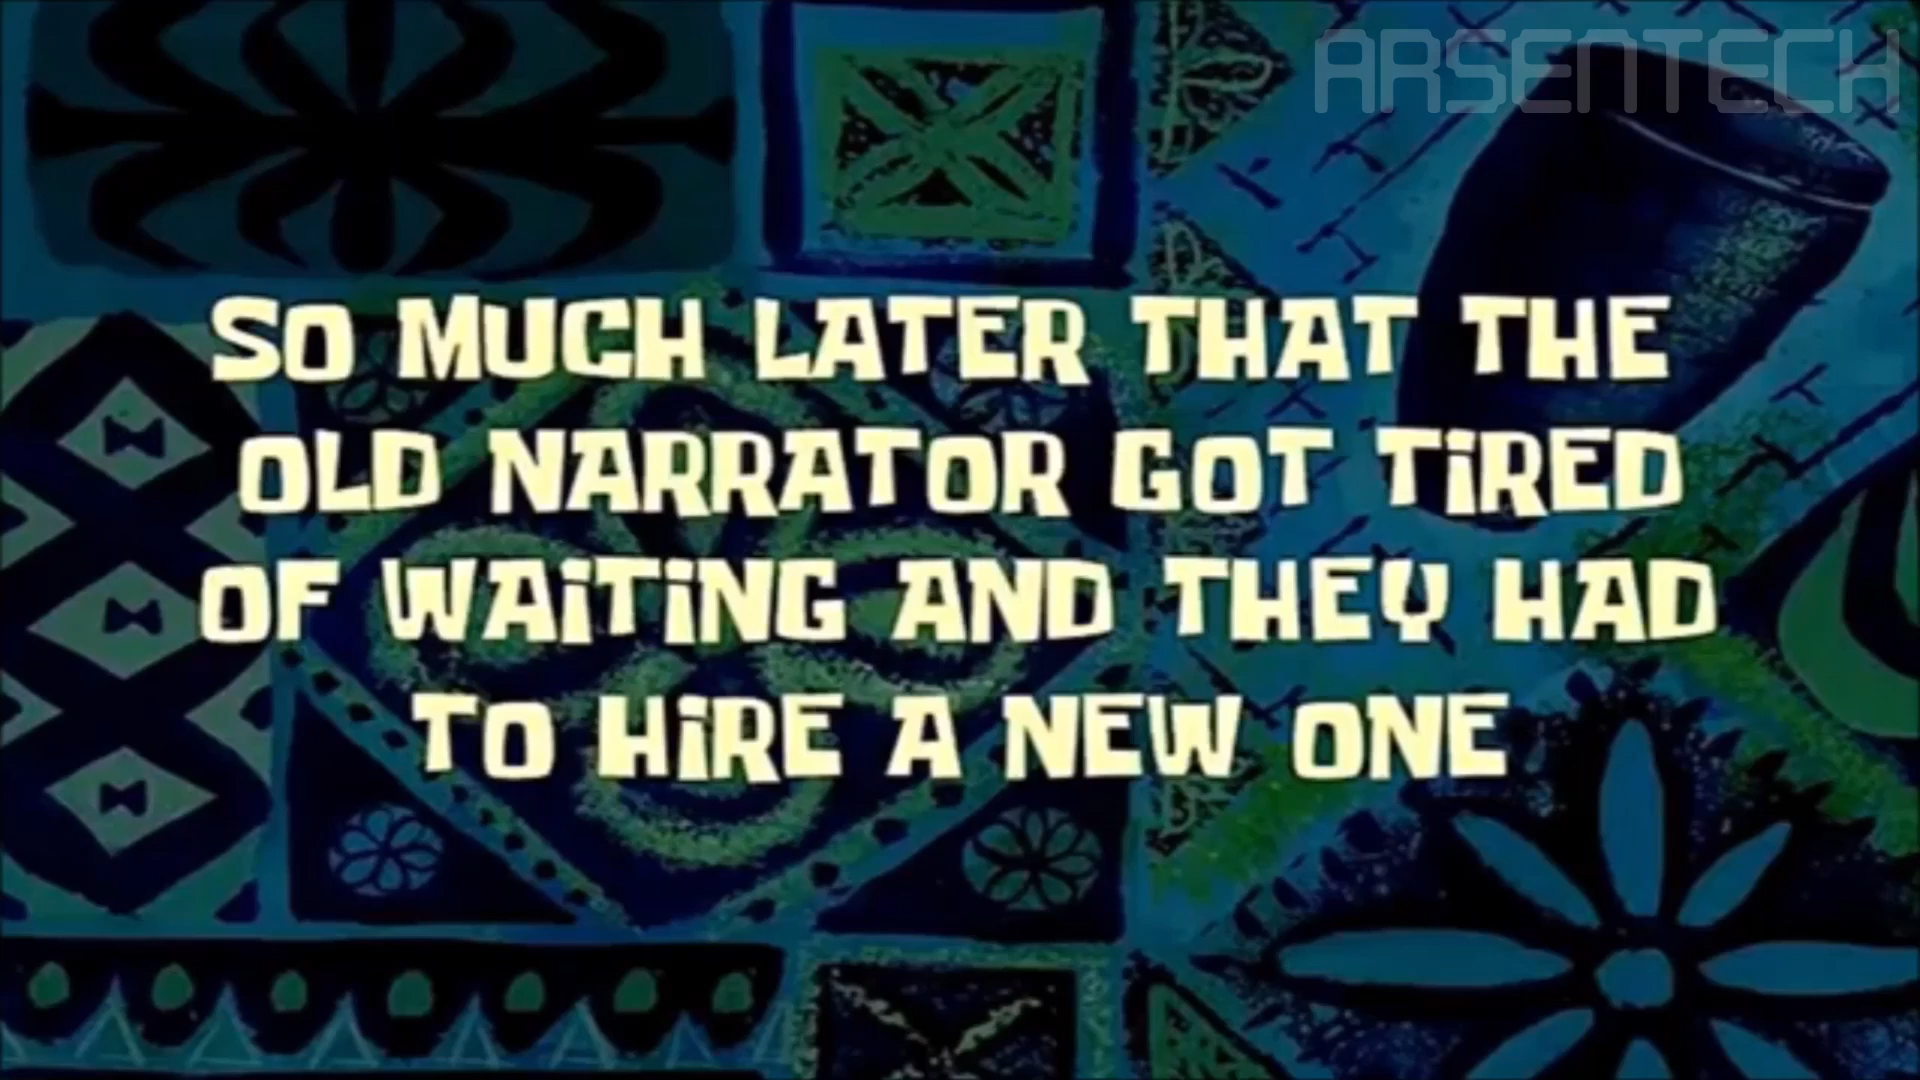 ARSENTECH
SO MUCH LATER THAT THE
OLD NARRATOR GOT TiRED
OF WAiTiNG AND THEY HAD
TO HiRE A NEW ONE